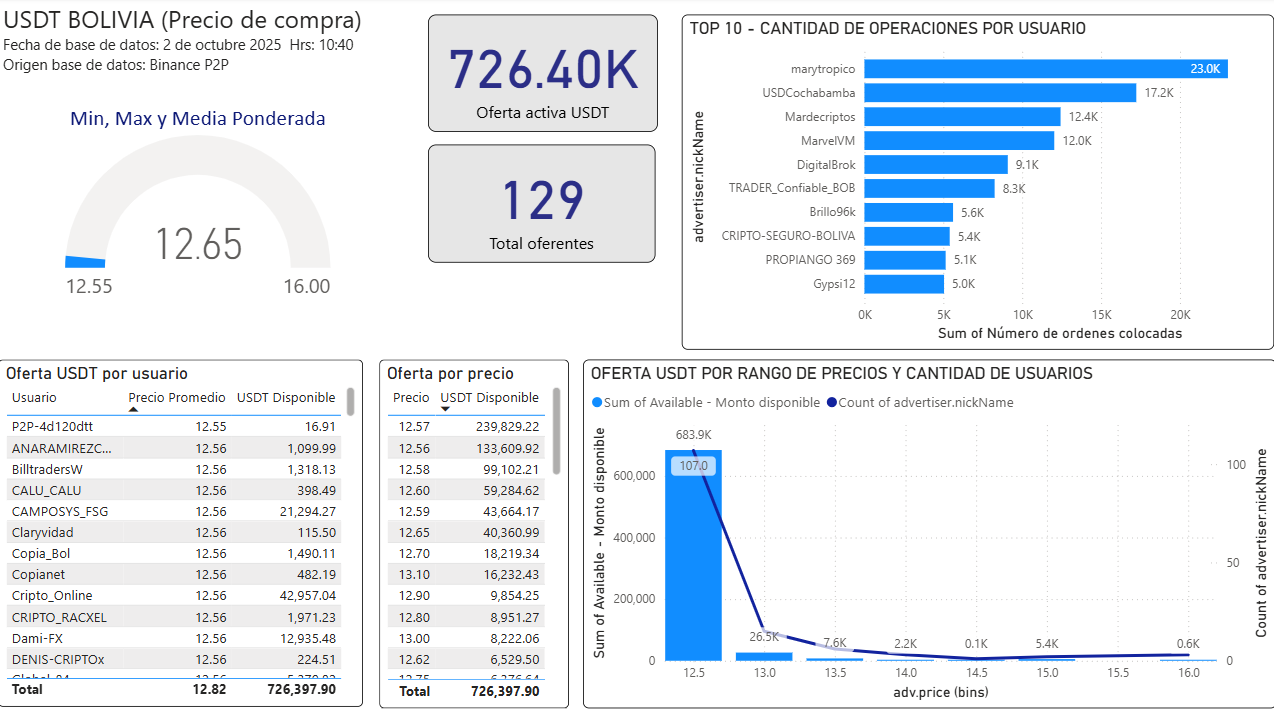 USDT BOLIVIA (Precio de compra)
Fecha de base de datos: 2 de octubre 2025 Hrs: 10:40
Origen base de datos: Binance P2P
Min, Max y Media Ponderada
12.65
12.55
16.00
726.40K
Oferta activa USDT
129
Total oferentes
TOP 10 - CANTIDAD DE OPERACIONES POR USUARIO
advertiser.nickName
marytropico 23.0K
USDCochabamba 17.2K
Mardecriptos 12.4K
MarvelVM 12.0K
DigitalBrok 9.1K
TRADER_Confiable_BOB 8.3K
Brillo96k 5.6K
CRIPTO-SEGURO-BOLIVA 5.4K
PROPIANGO 369 5.1K
Gypsi12 5.0K
0K 5K 10K 15K 20K
Sum of Número de ordenes colocadas
Oferta USDT por usuario
Usuario Precio Promedio USDT Disponible
P2P-4d120dtt 12.55 16.91
ANARAMIREZC... 12.56 1,099.99
BilltradersW 12.56 1,318.13
CALU_CALU 12.56 398.49
CAMPOSYS_FSG 12.56 21,294.27
Claryvidad 12.56 115.50
Copia_Bol 12.56 1,490.11
Copianet 12.56 482.19
Cripto_Online 12.56 42,957.04
CRIPTO_RACXEL 12.56 1,971.23
Dami-FX 12.56 12,935.48
DENIS-CRIPTOx 12.56 224.51
Total 12.82 726,397.90
Oferta por precio
Precio USDT Disponible
12.57 239,829.22
12.56 133,609.92
12.58 99,102.21
12.60 59,284.62
12.59 43,664.17
12.65 40,360.99
12.70 18,219.34
13.10 16,232.43
12.90 9,854.25
12.80 8,951.27
13.00 8,222.06
12.62 6,529.50
Total 726,397.90
OFERTA USDT POR RANGO DE PRECIOS Y CANTIDAD DE USUARIOS
Sum of Available - Monto disponible Count of advertiser.nickName
Sum of Available - Monto disponible
600,000
400,000
200,000
0
683.9K
107.0
26.5K 7.6K 2.2K 0.1K 5.4K 0.6K
100
50
0
Count of advertiser.nickName
12.5 13.0 13.5 14.0 14.5 15.0 16.0
adv.price (bins)